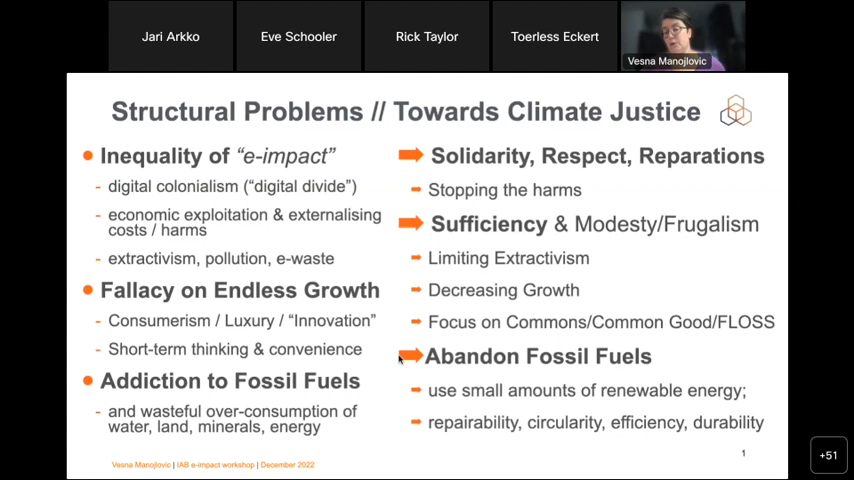 Jari Arkko
Eve Schooler
Rick Taylor
Toerless Eckert
Vesna Manojlovic
Structural Problems // Towards Climate Justice
Inequality of “e-impact”
- digital colonialism (“digital divide”)
- economic exploitation & externalising
costs / harms
- extractivism, pollution, e-waste
Fallacy on Endless Growth
- Consumerism / Luxury / “Innovation”
- Short-term thinking & convenience
Addiction to Fossil Fuels
- and wasteful over-consumption of
water, land, minerals, energy
Solidarity, Respect, Reparations
Stopping the harms
Sufficiency & Modesty/Frugalism
Limiting Extractivism
Decreasing Growth
Focus on Commons/Common Good/FLOSS
Abandon Fossil Fuels
use small amounts of renewable energy;
repairability, circularity, efficiency, durability
Vesna Manojlovic | IAB e-impact workshop | December 2022
1
+51